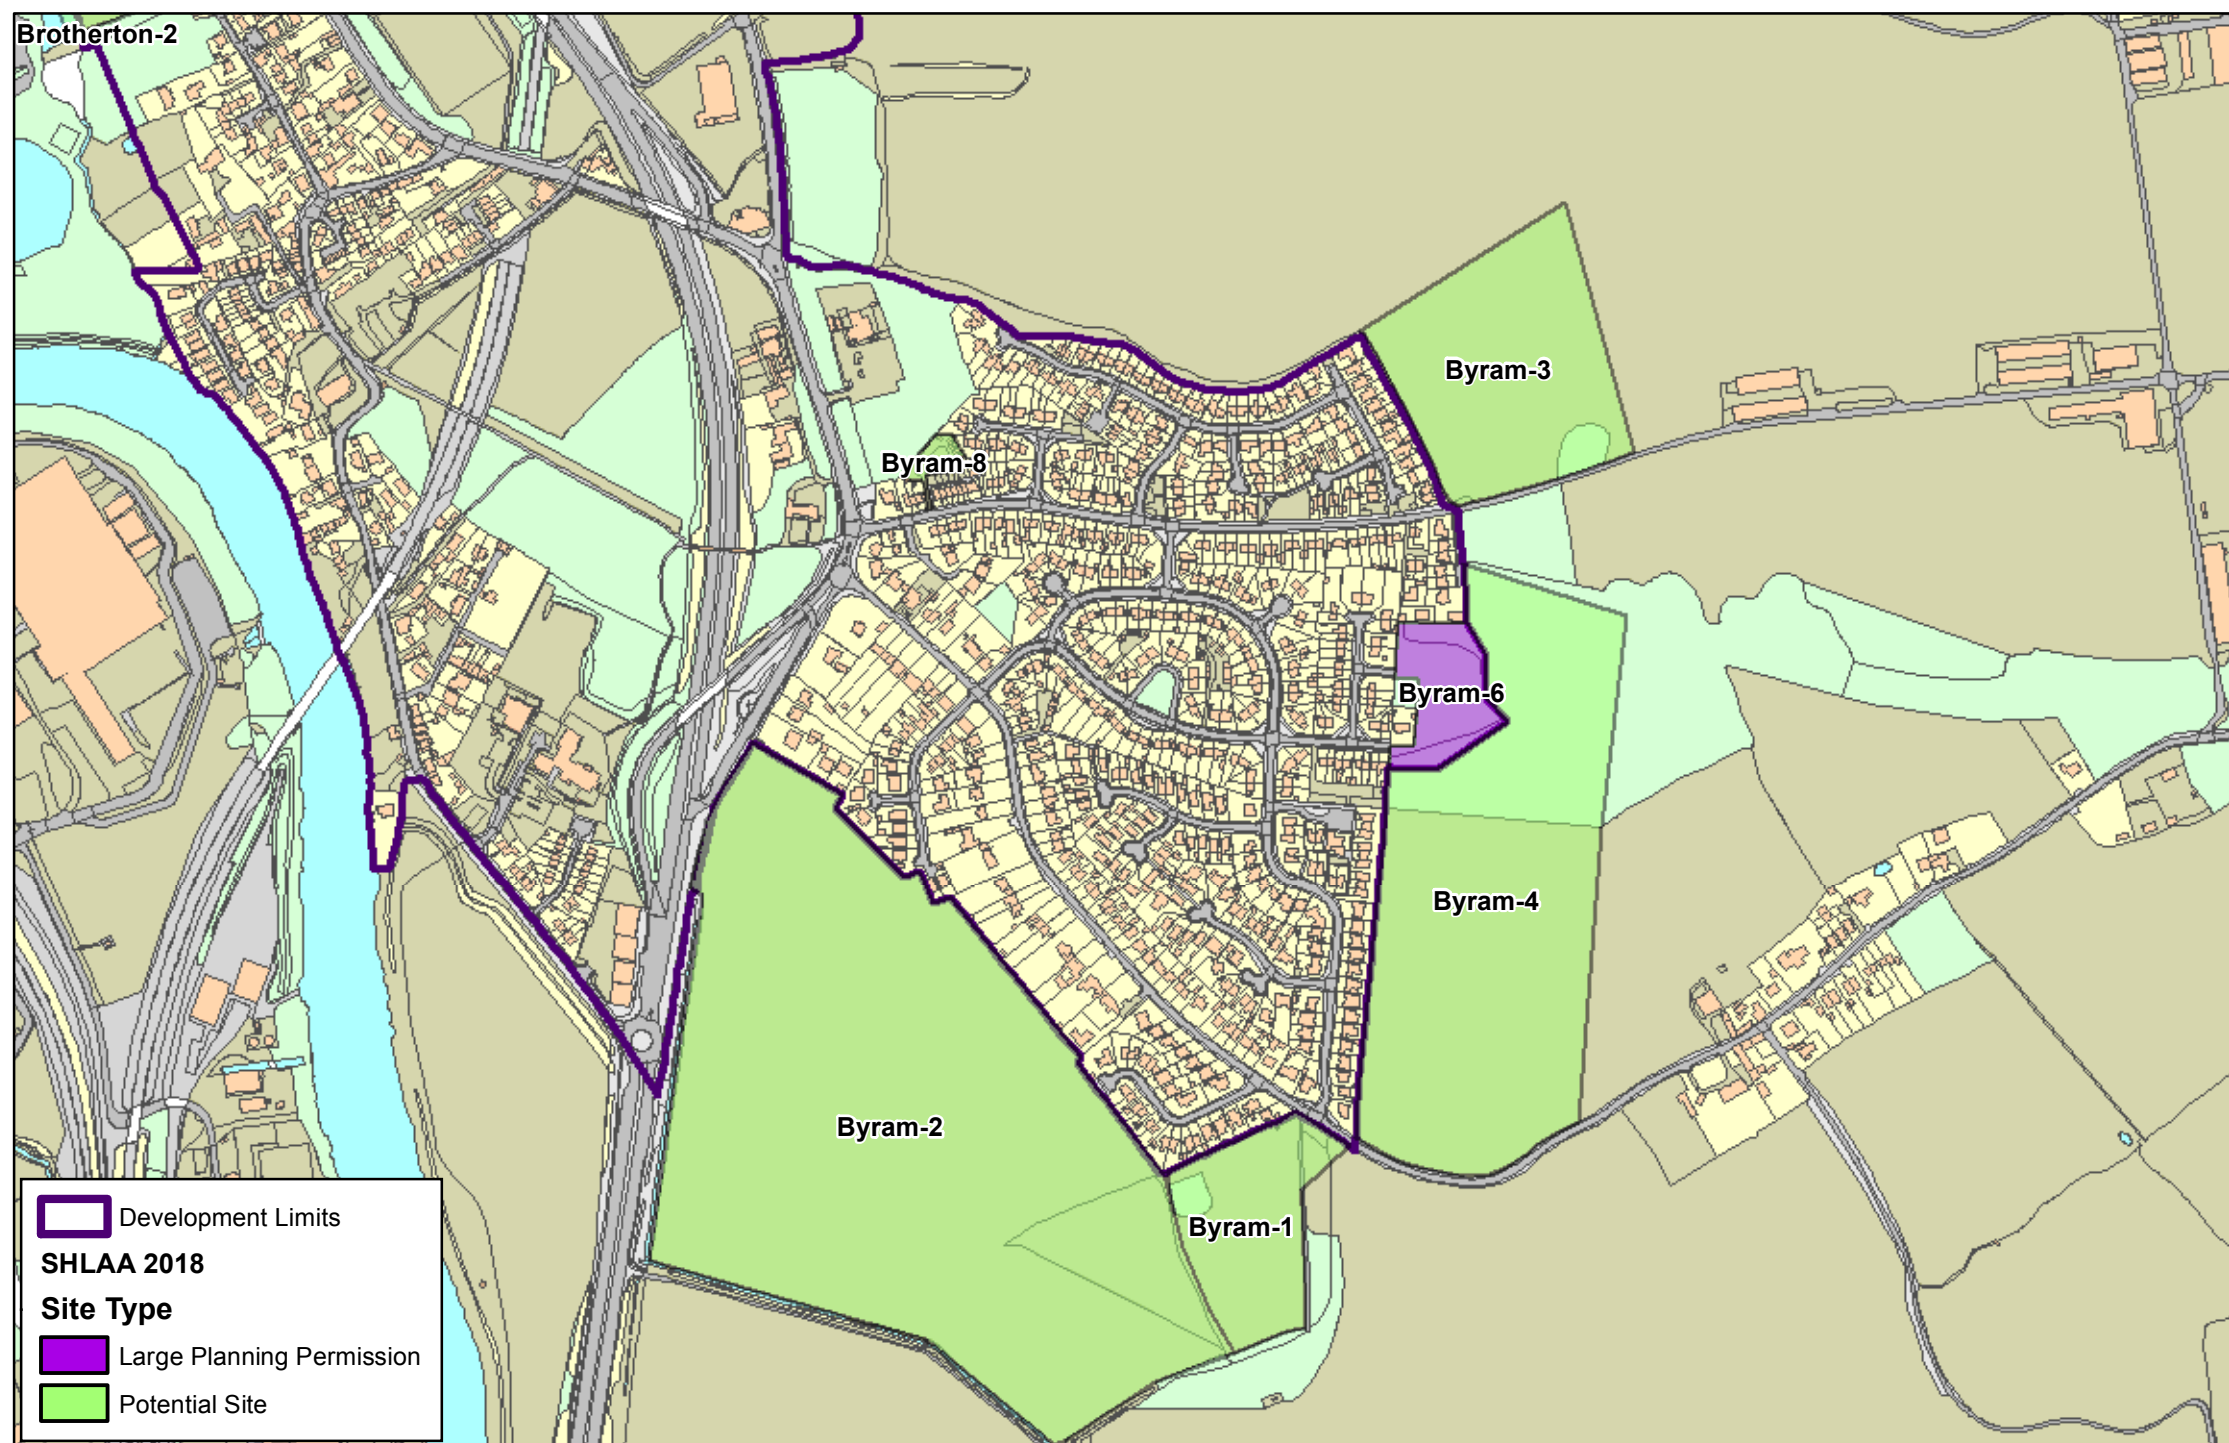 Brotherton-2
Byram-3
Byram-8
Byram-6
Byram-4
Byram-2
Byram-1
Development Limits
SHLAA 2018
Site Type
Large Planning Permission
Potential Site